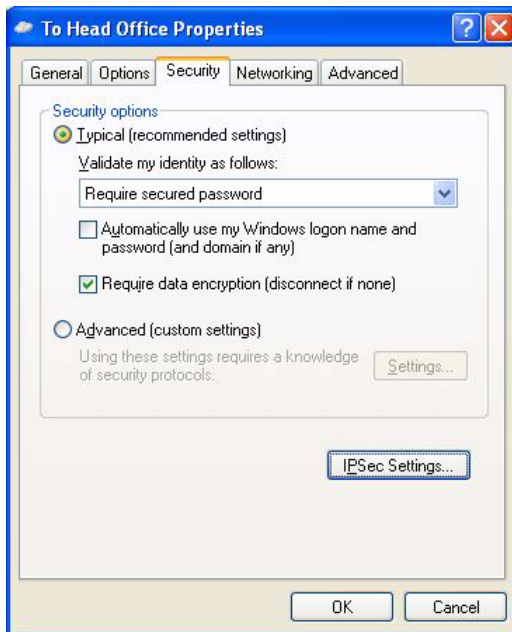 To Head Office Properties
General Options Security Networking Advanced
Security options
Typical (recommended settings)
Validate my identity as follows:
Require secured password
Automatically use my Windows logon name and
password (and domain if any)
Require data encryption (disconnect if none)
Advanced (custom settings)
Using these settings requires a knowledge
of security protocols.
Settings...
IPSec Settings...
OK Cancel